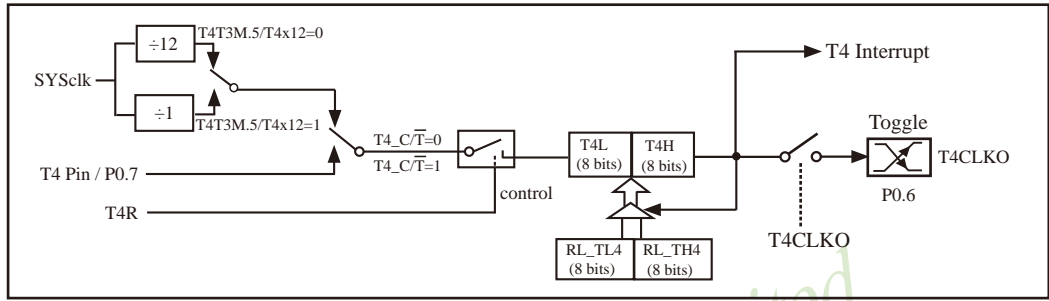 T4T3M.5/T4x12=0
÷12
SYSclk
÷1
T4T3M.5/T4x12=1
T4 Pin / P0.7
T4R
T4_C/T̅=0
T4_C/T̅=1
control
T4L
(8 bits)
T4H
(8 bits)
RL_TL4
(8 bits)
RL_TH4
(8 bits)
T4 Interrupt
Toggle
T4CLKO
P0.6
T4CLKO